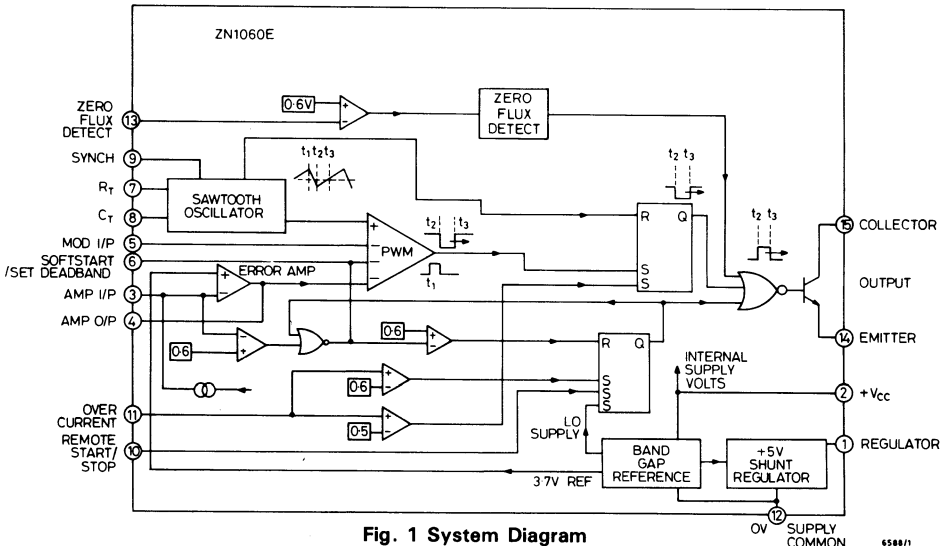 ZN1060E
ZERO
FLUX
DETECT
13
0·6V
+
−
ZERO
FLUX
DETECT
SYNCH
9
t₁ t₂ t₃
t₂ t₃
R_T
7
SAWTOOTH
OSCILLATOR
C_T
8
R Q
MOD I/P
5
+
−
−
−
PWM
t₂ t₃
t₁
t₂ t₃
15
COLLECTOR
SOFTSTART
/SET DEADBAND
6
S
S
+
−
ERROR AMP
OUTPUT
AMP I/P
3
AMP O/P
4
14
EMITTER
−
+
0·6
0·6
+
−
R Q
INTERNAL
SUPPLY
VOLTS
2
+Vcc
0·6
+
−
S
S
S
OVER
CURRENT
11
0·5
+
−
LO
SUPPLY
REMOTE
START/
STOP
10
BAND
GAP
REFERENCE
+5V
SHUNT
REGULATOR
1
REGULATOR
3·7V REF
12
0V
SUPPLY
COMMON
Fig. 1 System Diagram
6588/1